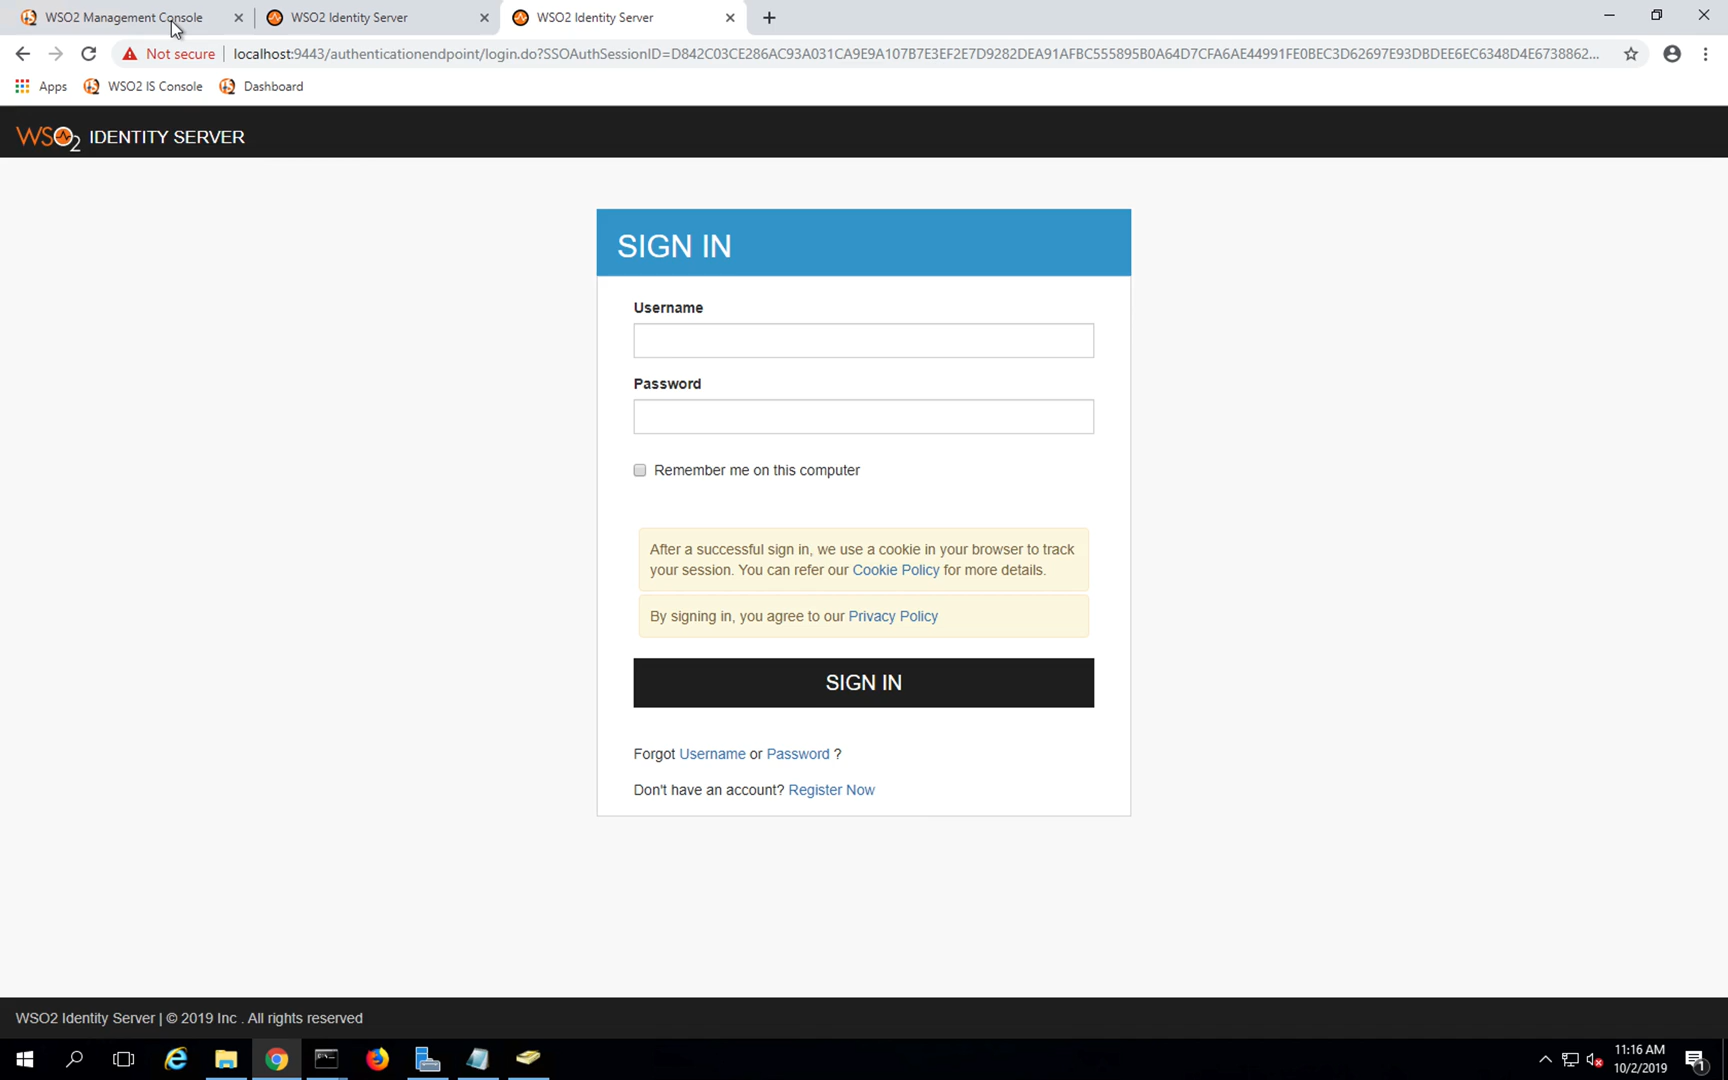 WSO2 Management Console
WSO2 Identity Server
WSO2 Identity Server
Not secure
localhost:9443/authenticationendpoint/login.do?SSOAuthSessionID=D842C03CE286AC93A031CA9E9A107B7E3EF2E7D9282DEA91AFBC555895B0A64D7CFA6AE44991FE0BEC3D62697E93DBDEE6EC6348D4E6738862...
Apps
WSO2 IS Console
Dashboard
WSO2 IDENTITY SERVER
SIGN IN
Username
Password
Remember me on this computer
After a successful sign in, we use a cookie in your browser to track
your session. You can refer our Cookie Policy for more details.
By signing in, you agree to our Privacy Policy
SIGN IN
Forgot Username or Password ?
Don't have an account? Register Now
WSO2 Identity Server | © 2019 Inc . All rights reserved
11:16 AM
10/2/2019
1